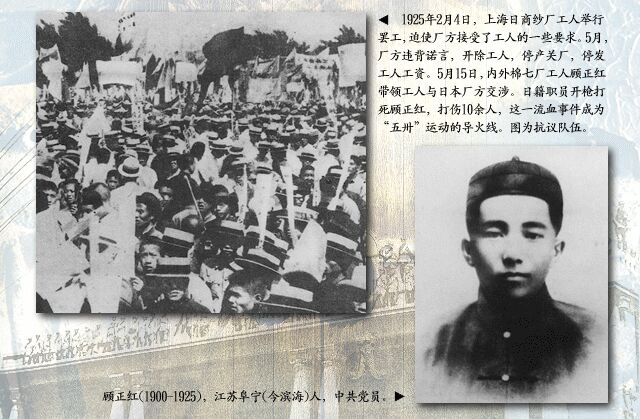 ◀ 1925年2月4日，上海日商纱厂工人举行
罢工，迫使厂方接受了工人的一些要求。5月，
厂方违背诺言，开除工人，停产关厂，停发
工人工资。5月15日，内外棉七厂工人顾正红
带领工人与日本厂方交涉。日籍职员开枪打
死顾正红，打伤10余人，这一流血事件成为
“五卅”运动的导火线。图为抗议队伍。
顾正红(1900-1925)，江苏阜宁(今滨海)人，中共党员。▶